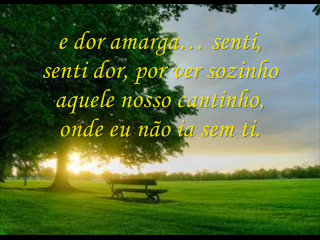 e dor amarga... senti,
senti dor, por ver sozinho
aquele nosso cantinho,
onde eu não ia sem ti.